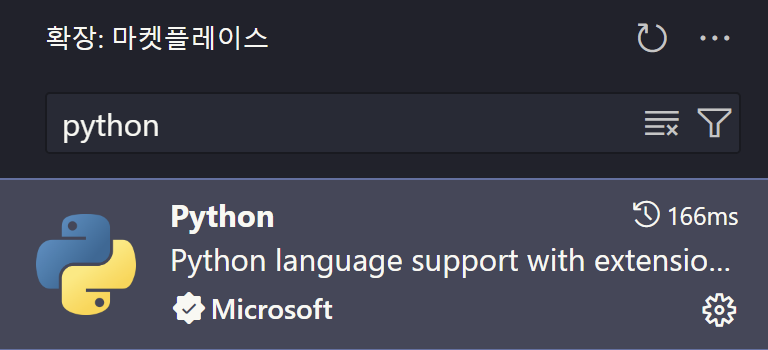 확장: 마켓플레이스
python
Python 166ms
Python language support with extensio...
Microsoft